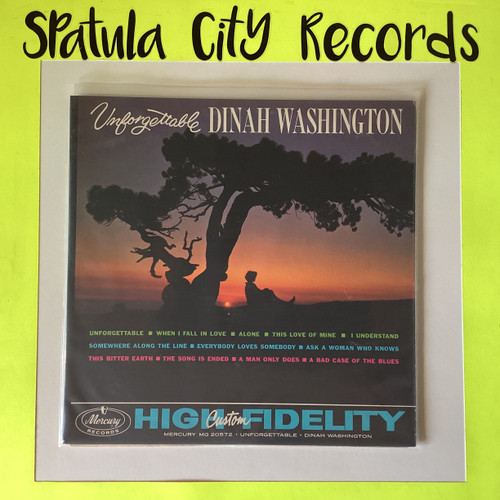 Spatula City Records
Unforgettable DINAH WASHINGTON
UNFORGETTABLE ■ WHEN I FALL IN LOVE ■ ALONE ■ THIS LOVE OF MINE ■ I UNDERSTAND
SOMEWHERE ALONG THE LINE ■ EVERYBODY LOVES SOMEBODY ■ ASK A WOMAN WHO KNOWS
THIS BITTER EARTH ■ THE SONG IS ENDED ■ A MAN ONLY DOES ■ A BAD CASE OF THE BLUES
Mercury RECORDS
HIGH Custom FIDELITY
MERCURY MG 20572 • UNFORGETTABLE • DINAH WASHINGTON